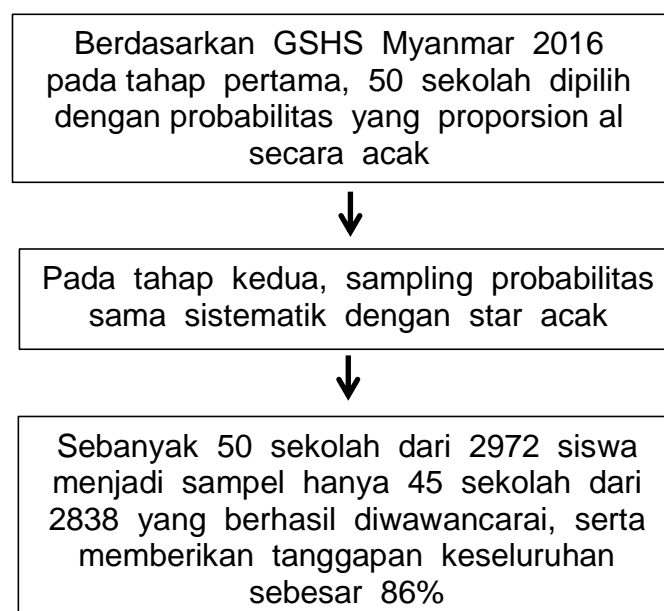 Berdasarkan GSHS Myanmar 2016
pada tahap pertama, 50 sekolah dipilih
dengan probabilitas yang proporsion al
secara acak
Pada tahap kedua, sampling probabilitas
sama sistematik dengan star acak
Sebanyak 50 sekolah dari 2972 siswa
menjadi sampel hanya 45 sekolah dari
2838 yang berhasil diwawancarai, serta
memberikan tanggapan keseluruhan
sebesar 86%